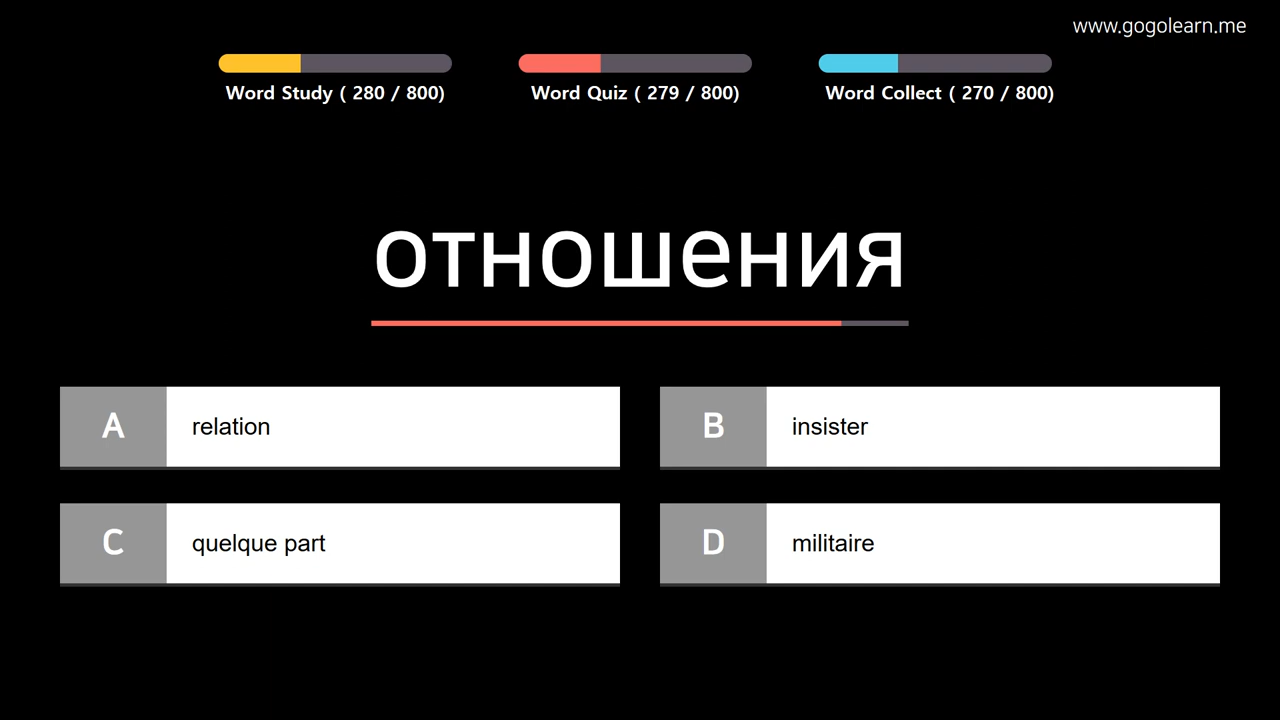 www.gogolearn.me
Word Study ( 280 / 800)
Word Quiz ( 279 / 800)
Word Collect ( 270 / 800)
отношения
A relation
B insister
C quelque part
D militaire